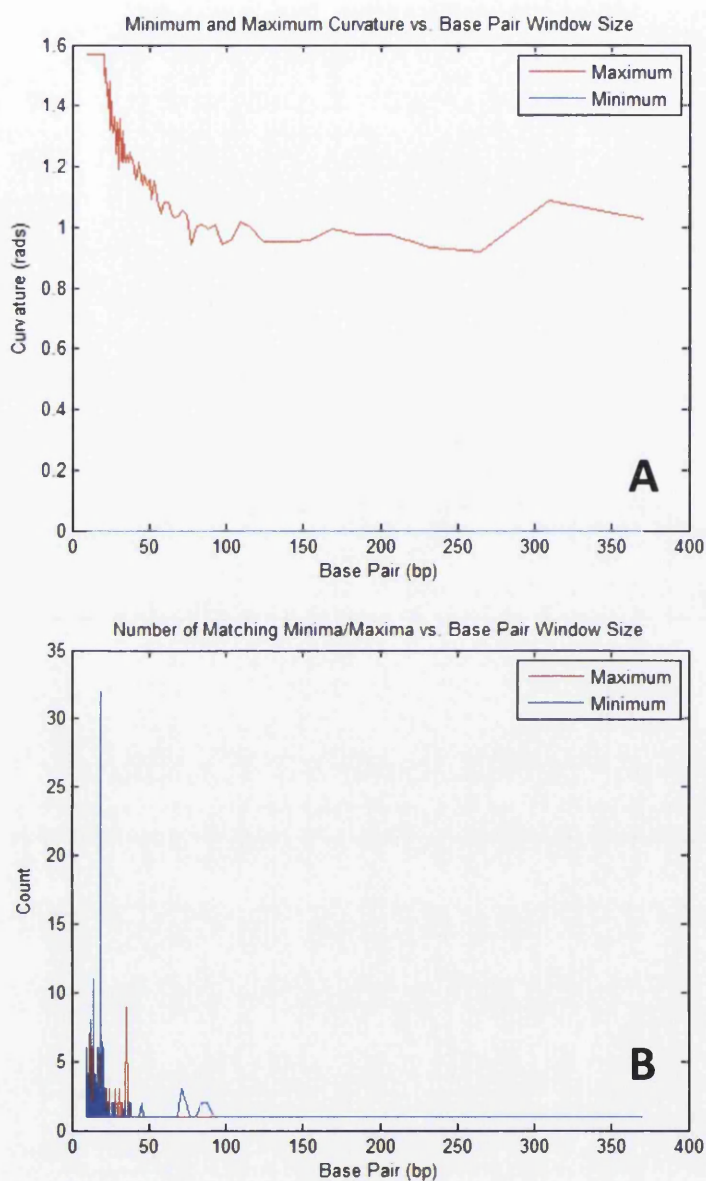 Minimum and Maximum Curvature vs. Base Pair Window Size
1.6
1.4
1.2
1
0.8
0.6
0.4
0.2
0
Curvature (rads)
Maximum
Minimum
A
0 50 100 150 200 250 300 350 400
Base Pair (bp)
Number of Matching Minima/Maxima vs. Base Pair Window Size
35
30
25
20
15
10
5
0
Count
Maximum
Minimum
B
0 50 100 150 200 250 300 350 400
Base Pair (bp)